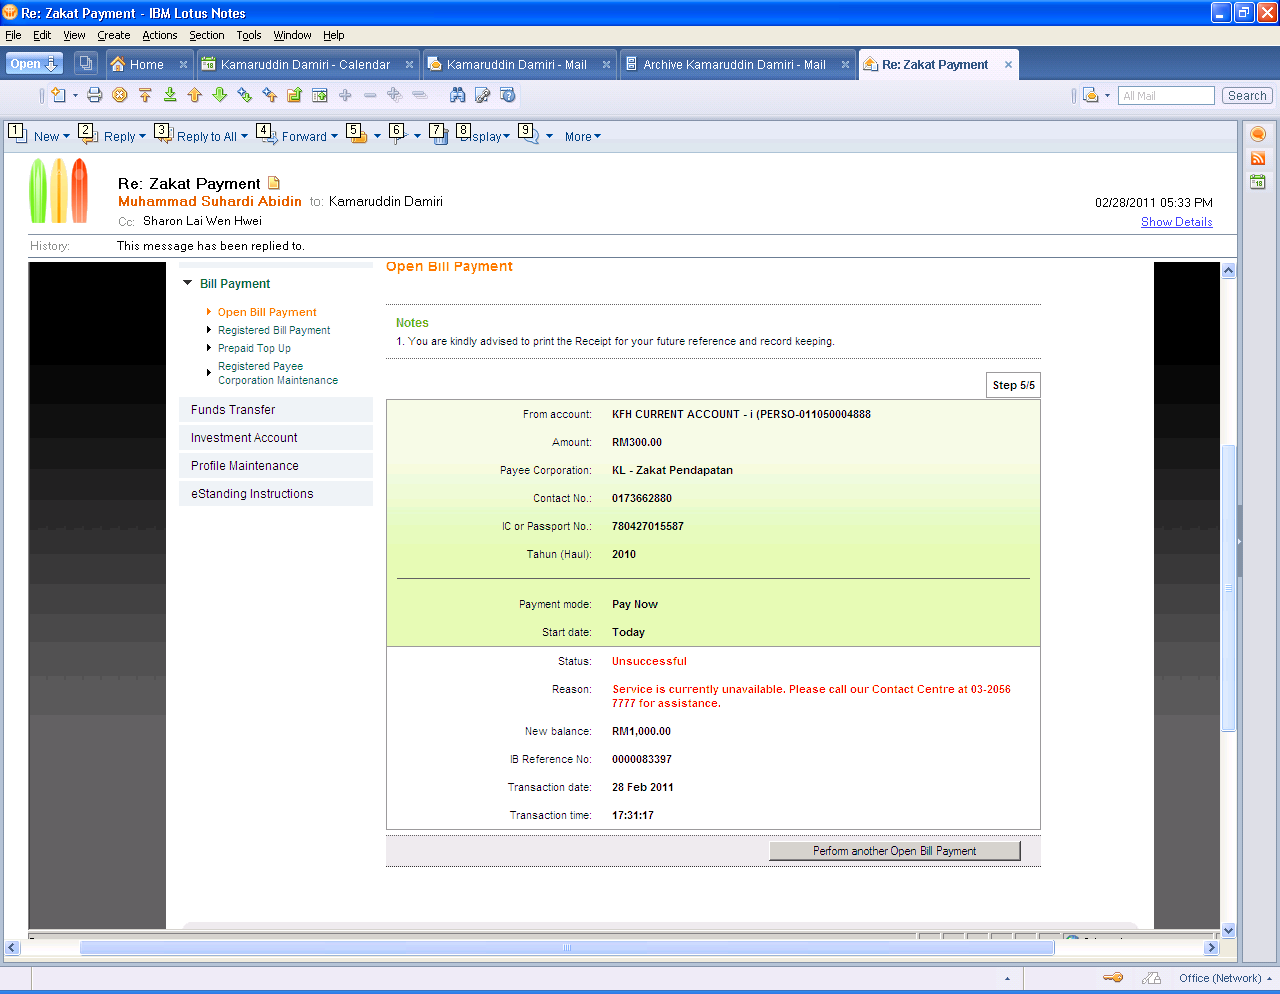 Re: Zakat Payment - IBM Lotus Notes
File Edit View Create Actions Section Tools Window Help
Open Home Kamaruddin Damiri - Calendar Kamaruddin Damiri - Mail Archive Kamaruddin Damiri - Mail Re: Zakat Payment
All Mail Search
1 New 2 Reply 3 Reply to All 4 Forward 5 6 7 8 Display 9 More
Re: Zakat Payment
Muhammad Suhardi Abidin to: Kamaruddin Damiri
02/28/2011 05:33 PM
Cc: Sharon Lai Wen Hwei
Show Details
History: This message has been replied to.
Open Bill Payment
Bill Payment
Open Bill Payment
Registered Bill Payment
Prepaid Top Up
Registered Payee
Corporation Maintenance
Funds Transfer
Investment Account
Profile Maintenance
eStanding Instructions
Notes
1. You are kindly advised to print the Receipt for your future reference and record keeping.
Step 5/5
From account: KFH CURRENT ACCOUNT - i (PERSO-011050004888
Amount: RM300.00
Payee Corporation: KL - Zakat Pendapatan
Contact No.: 0173662880
IC or Passport No.: 780427015587
Tahun (Haul): 2010
Payment mode: Pay Now
Start date: Today
Status: Unsuccessful
Reason: Service is currently unavailable. Please call our Contact Centre at 03-2056
7777 for assistance.
New balance: RM1,000.00
IB Reference No: 0000083397
Transaction date: 28 Feb 2011
Transaction time: 17:31:17
Perform another Open Bill Payment
Office (Network)